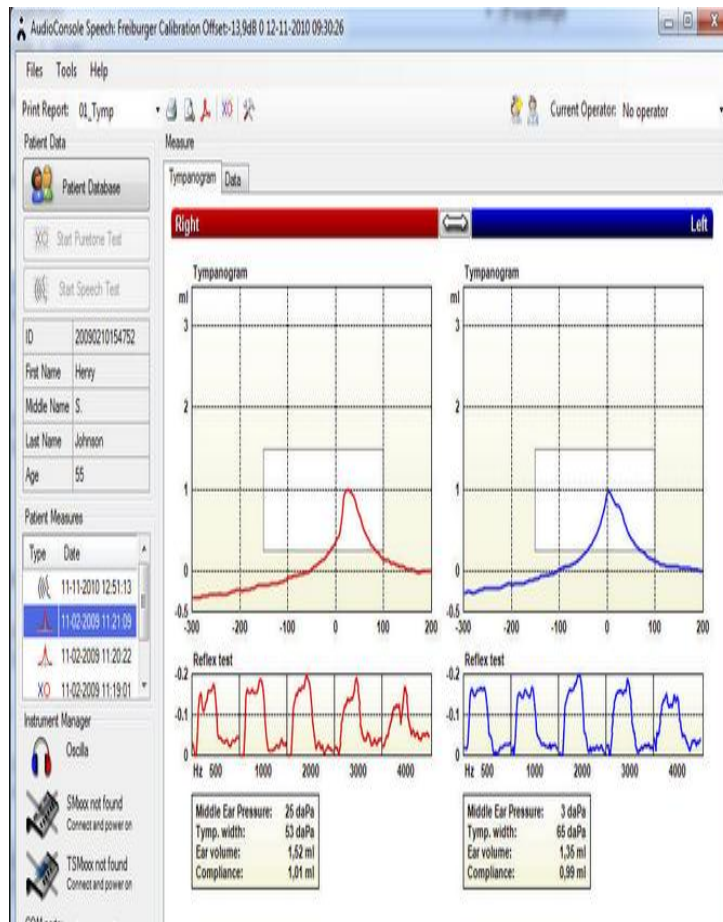 AudioConsole Speech: Freiburger Calibration Offset:-13,9dB 0 12-11-2010 09:30:26
Files Tools Help
Print Report: 01_Tymp
Current Operator: No operator
Patient Data
Patient Database
Start Puretone Test
Start Speech Test
ID 20090210154752
First Name Henry
Middle Name S.
Last Name Johnson
Age 55
Patient Measures
Type Date
11-11-2010 12:51:13
11-02-2009 11:21:09
11-02-2009 11:20:22
XO 11-02-2009 11:19:01
Instrument Manager
Oscilla
SMxxx not found
Connect and power on
TSMxxx not found
Connect and power on
Measure
Tympanogram Data
Right Left
Tympanogram
ml
3
2
1
0
-0.5
-300 -200 -100 0 100 200
Reflex test
-0.2
-0.1
0
Hz 500 1000 2000 3000 4000
Middle Ear Pressure: 25 daPa
Tymp. width: 53 daPa
Ear volume: 1,52 ml
Compliance: 1,01 ml
Tympanogram
ml
3
2
1
0
-0.5
-300 -200 -100 0 100 200
Reflex test
-0.2
-0.1
0
Hz 500 1000 2000 3000 4000
Middle Ear Pressure: 3 daPa
Tymp. width: 65 daPa
Ear volume: 1,35 ml
Compliance: 0,99 ml